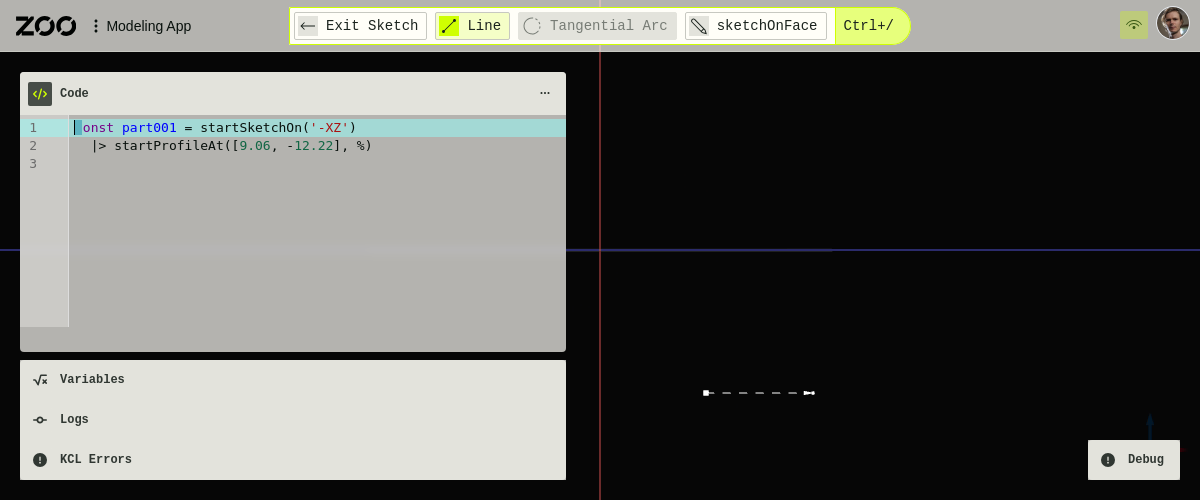 ZOO
Modeling App
Exit Sketch
Line
Tangential Arc
sketchOnFace
Ctrl+/
Code
1 const part001 = startSketchOn('-XZ')
2 |> startProfileAt([9.06, -12.22], %)
3
Variables
Logs
KCL Errors
Debug